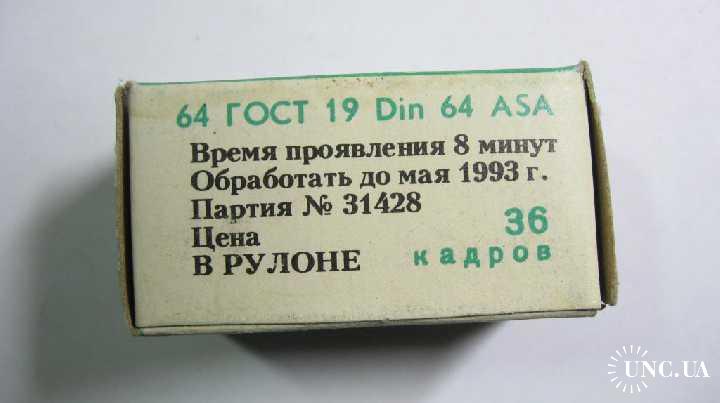 64 ГОСТ 19 Din 64 ASA
Время проявления 8 минут
Обработать до мая 1993 г.
Партия № 31428
Цена
В РУЛОНЕ
36
кадров
UNC.UA